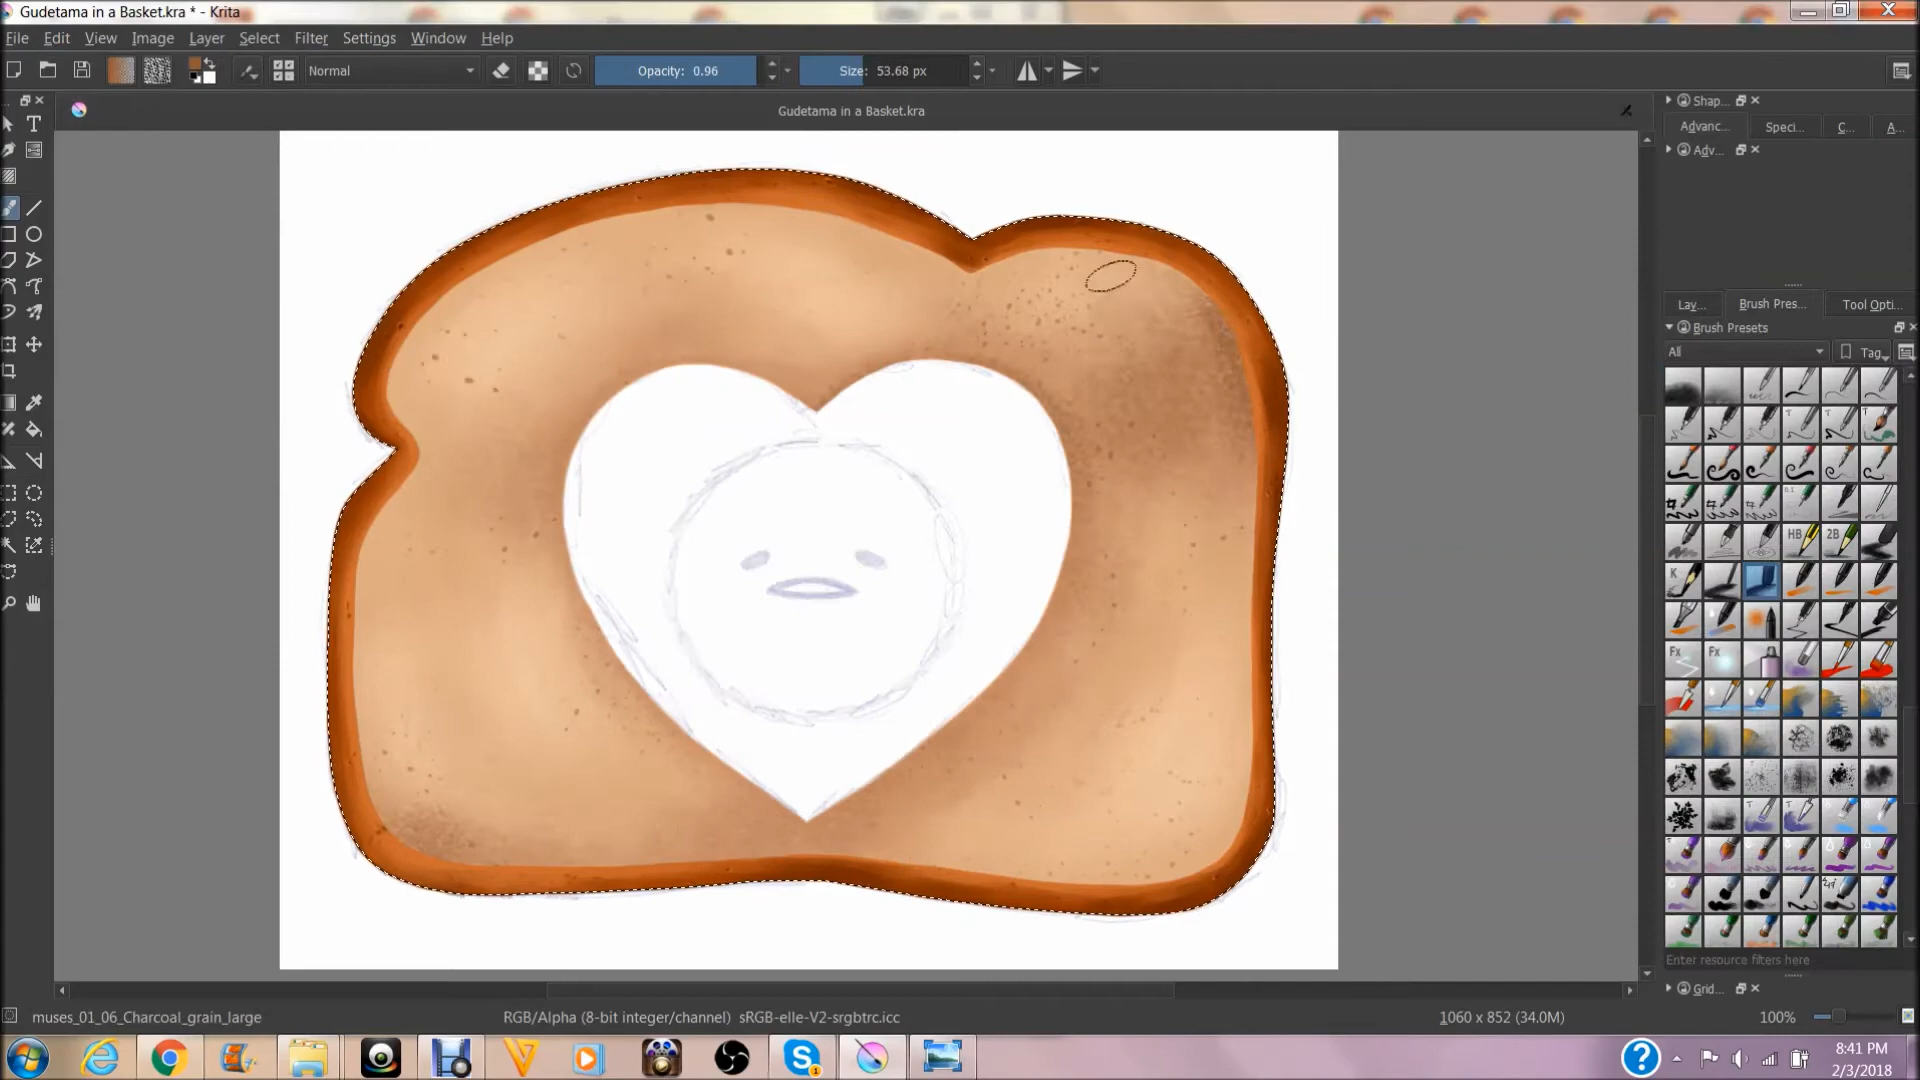 Gudetama in a Basket.kra * - Krita
File Edit View Image Layer Select Filter Settings Window Help
Normal
Opacity: 0.96
Size: 53.68 px
Gudetama in a Basket.kra
Shap...
Advanc...
Speci...
C...
A...
Adv...
Lay...
Brush Pres...
Tool Opti...
Brush Presets
All
Tag
HB
2B
K
Fx
Fx
Enter resource filters here
Grid...
muses_01_06_Charcoal_grain_large
RGB/Alpha (8-bit integer/channel) sRGB-elle-V2-srgbtrc.icc
1060 x 852 (34.0M)
100%
8:41 PM
2/3/2018